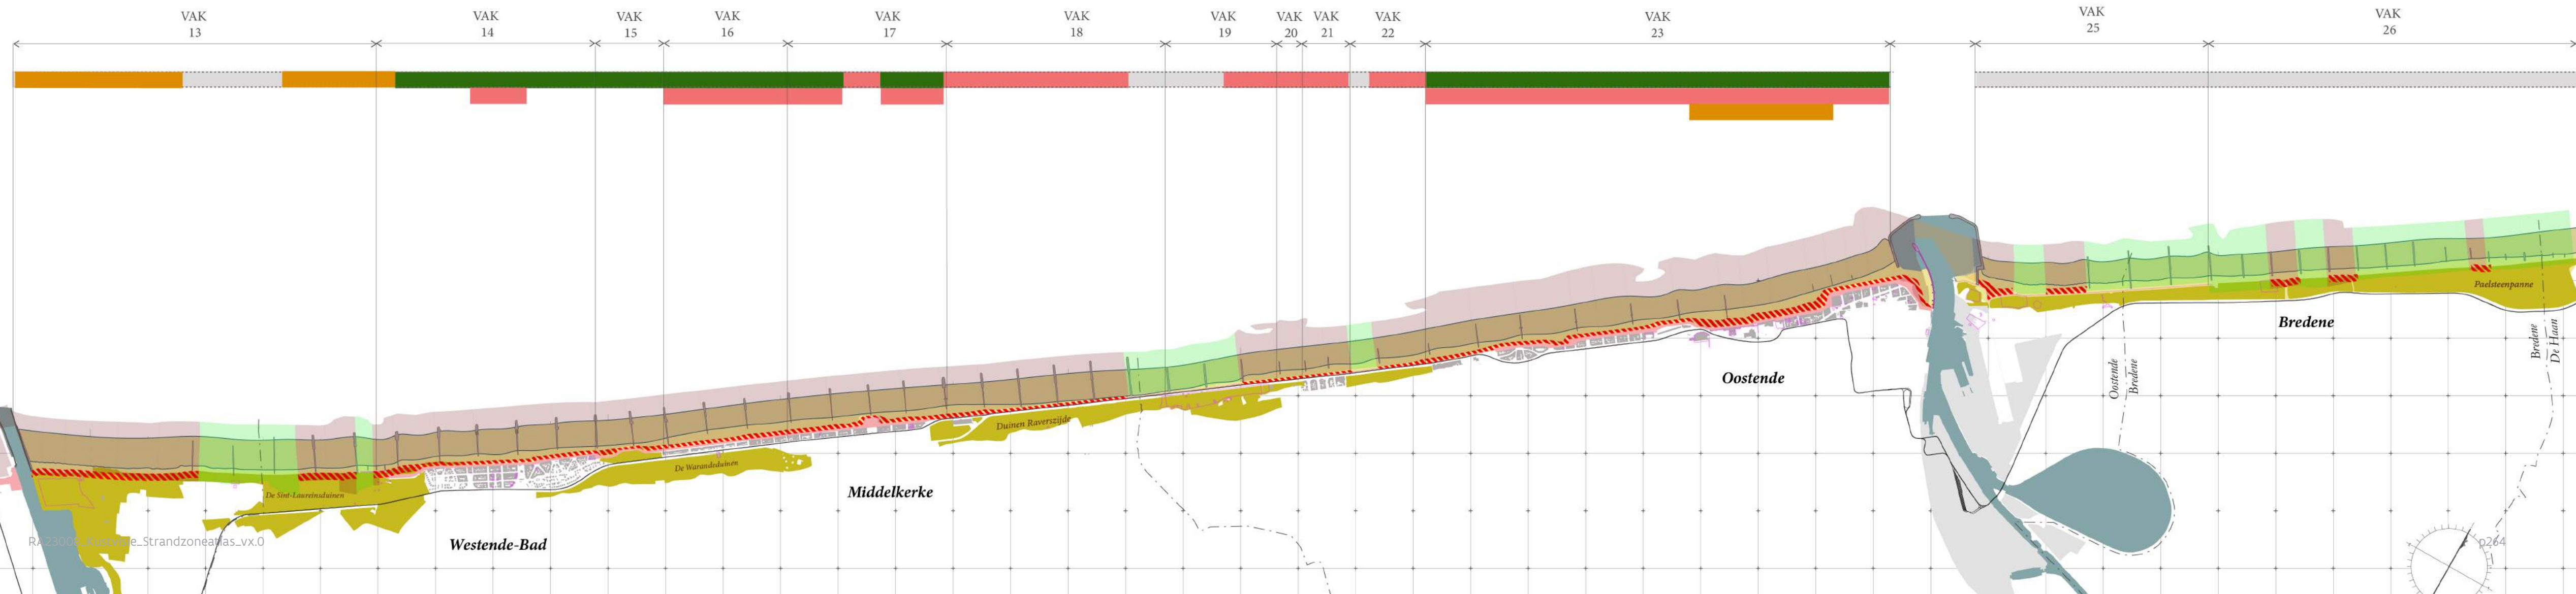 VAK
13
VAK
14
VAK
15
VAK
16
VAK
17
VAK
18
VAK
19
VAK
20
VAK
21
VAK
22
VAK
23
VAK
25
VAK
26
De Sint-Laureinsduinen
Westende-Bad
De Warandeduinen
Middelkerke
Duinen Raverszijde
Oostende
Oostende
Bredene
Bredene
Paelsteenpanne
Bredene
De Haan
p264